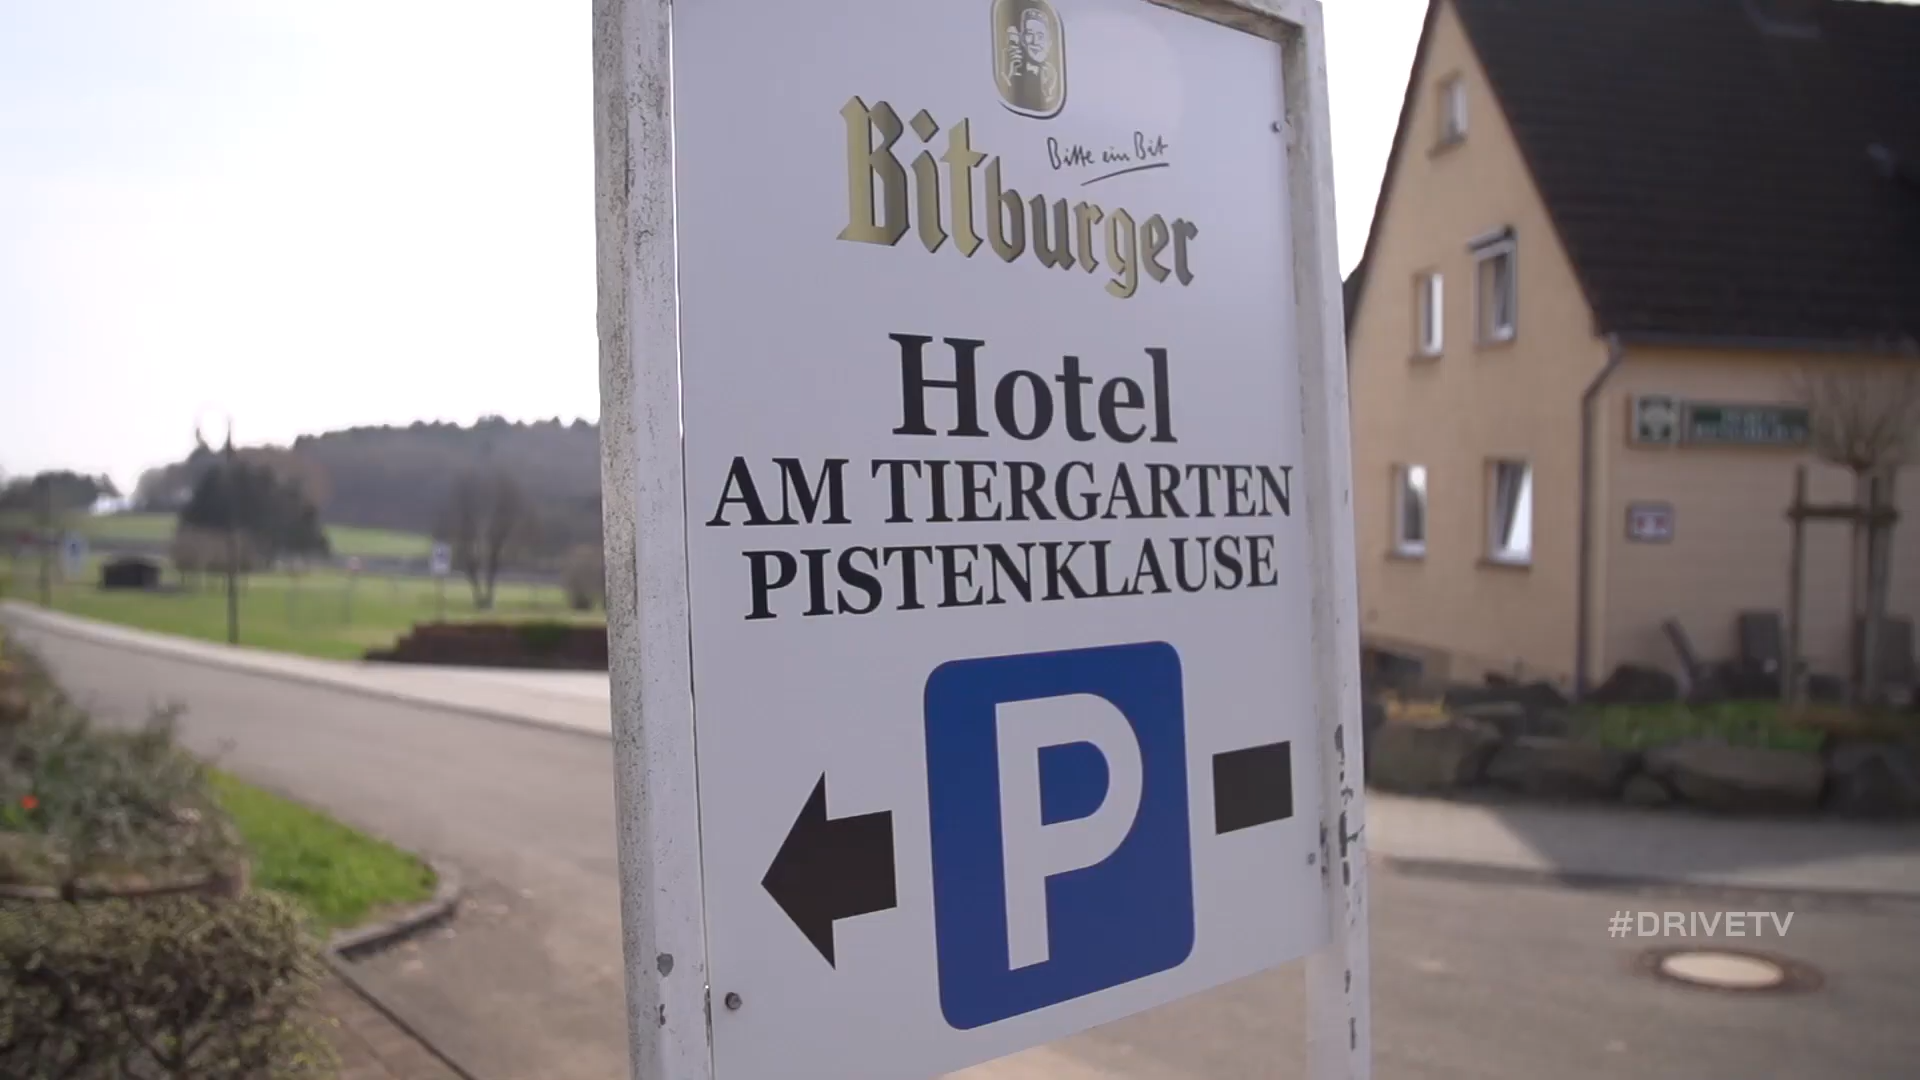 Bitte ein Bit
Bitburger
Hotel
AM TIERGARTEN
PISTENKLAUSE
P
#DRIVETV